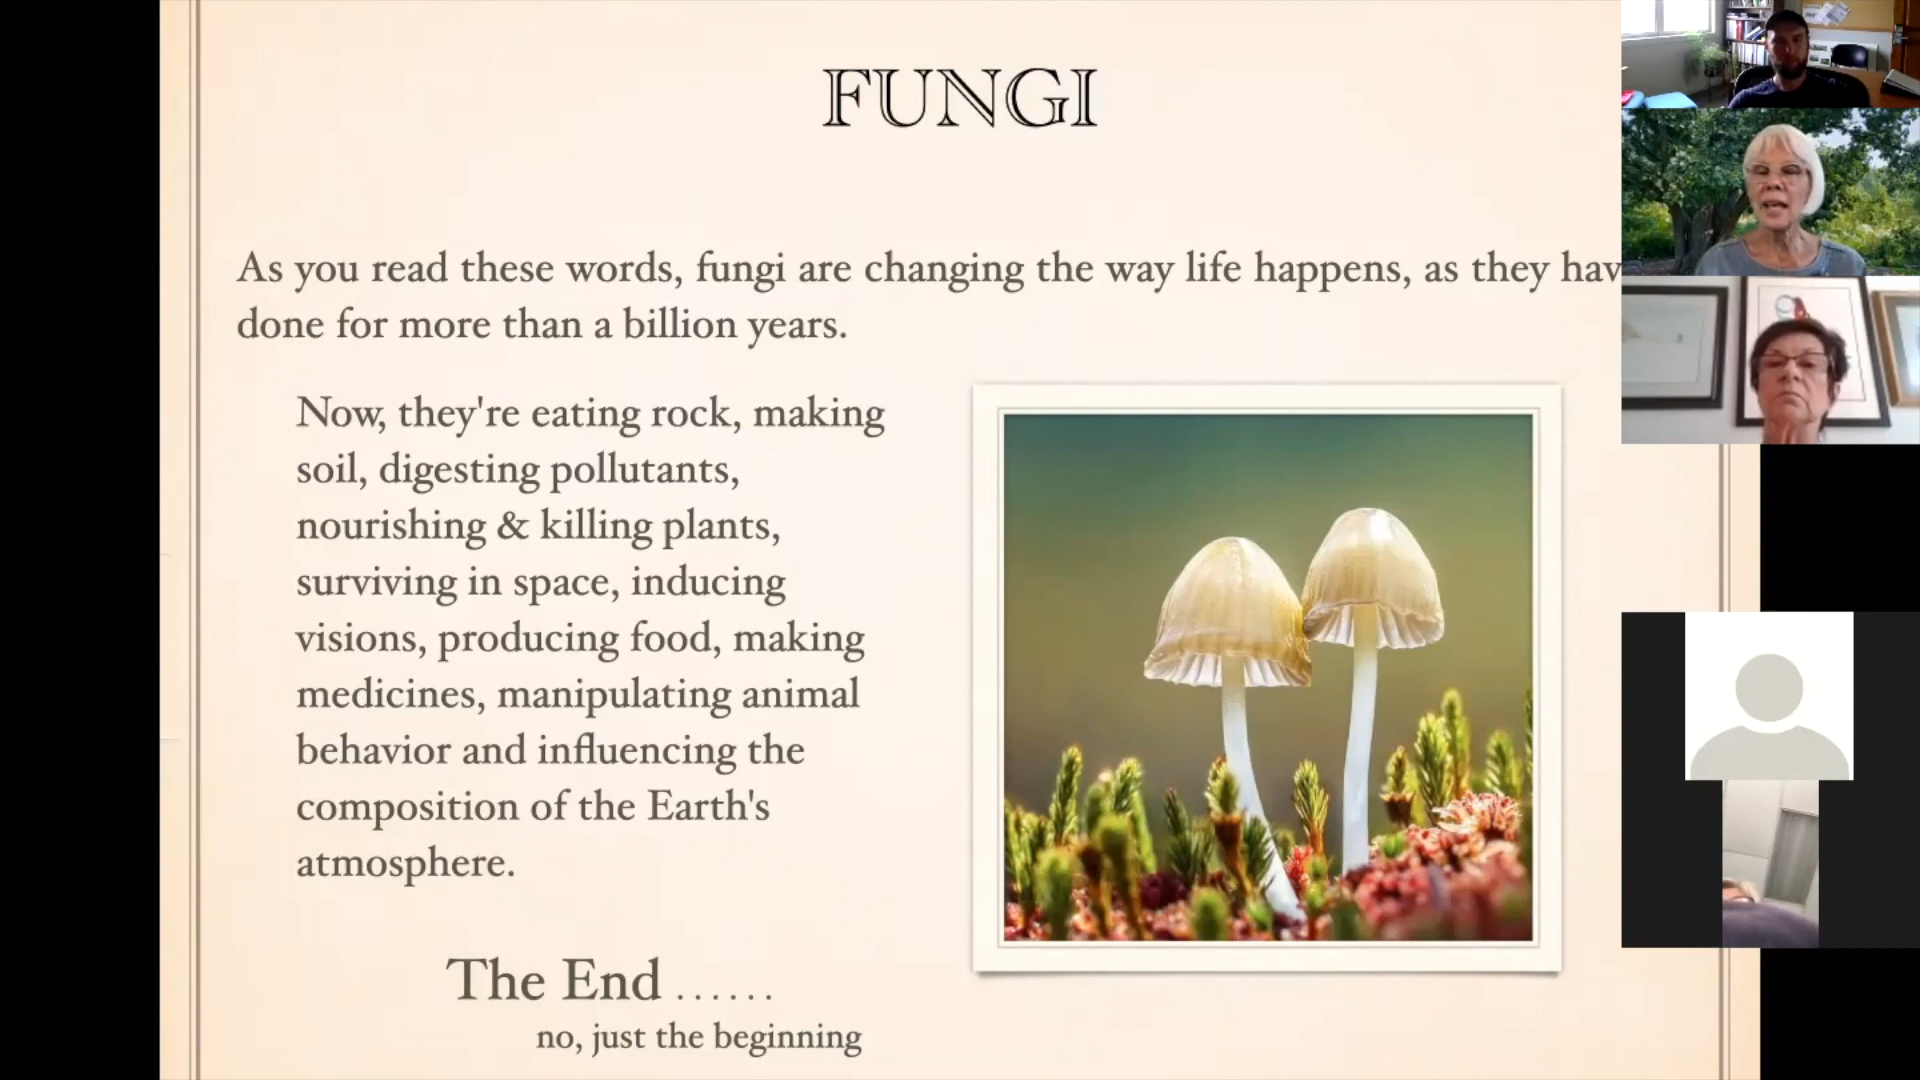 FUNGI
As you read these words, fungi are changing the way life happens, as they hav
done for more than a billion years.
Now, they're eating rock, making
soil, digesting pollutants,
nourishing & killing plants,
surviving in space, inducing
visions, producing food, making
medicines, manipulating animal
behavior and influencing the
composition of the Earth's
atmosphere.
The End ......
no, just the beginning